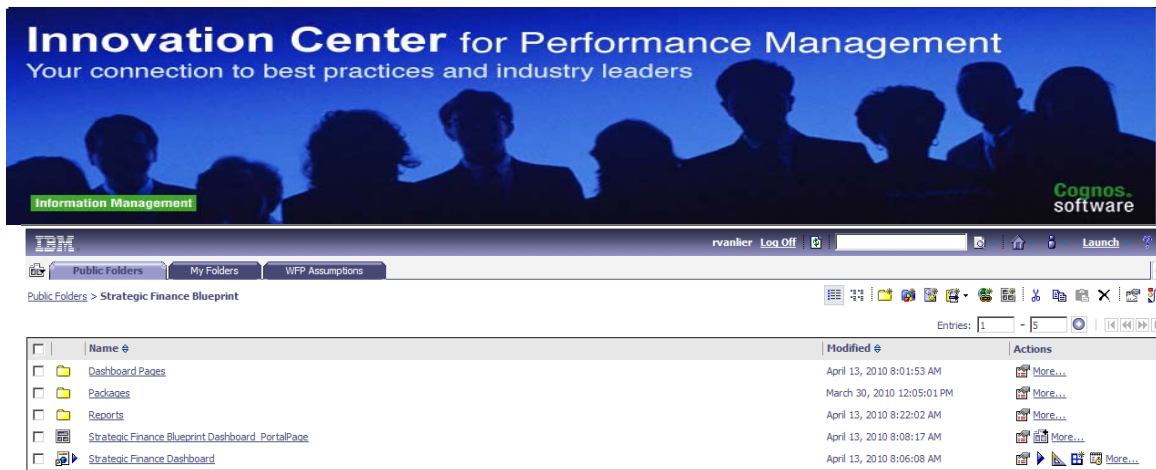 Innovation Center for Performance Management
Your connection to best practices and industry leaders
Information Management
Cognos.
software
IBM
rvanlier Log Off Launch
Public Folders My Folders WFP Assumptions
Public Folders > Strategic Finance Blueprint
Entries: 1 - 5
Name Modified Actions
Dashboard Pages April 13, 2010 8:01:53 AM More...
Packages March 30, 2010 12:05:01 PM More...
Reports April 13, 2010 8:22:02 AM More...
Strategic Finance Blueprint Dashboard_PortalPage April 13, 2010 8:08:17 AM More...
Strategic Finance Dashboard April 13, 2010 8:06:08 AM More...